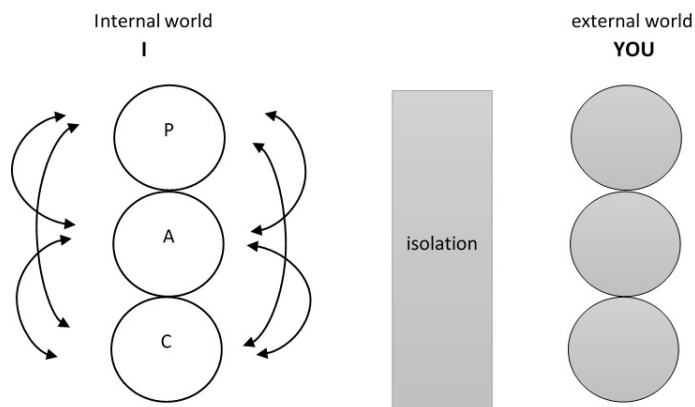 Internal world
I
external world
YOU
P
A
isolation
C